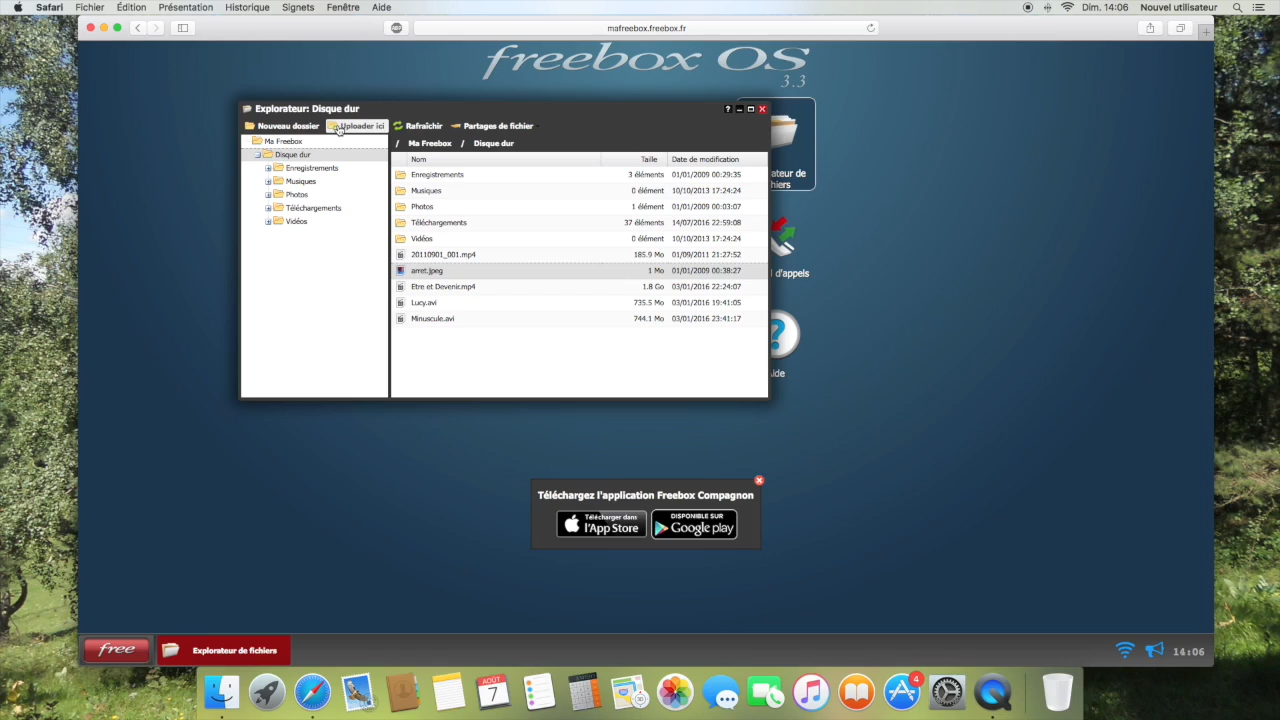 Safari Fichier Édition Présentation Historique Signets Fenêtre Aide Dim. 14:06 Nouvel utilisateur
mafreebox.freebox.fr
freebox OS
3.3
Explorateur: Disque dur
Nouveau dossier Uploader ici Rafraîchir Partages de fichier
Ma Freebox / Ma Freebox / Disque dur
Disque dur
Enregistrements
Musiques
Photos
Téléchargements
Vidéos
Nom Taille Date de modification
Enregistrements 3 éléments 01/01/2009 00:29:35
Musiques 0 élément 10/10/2013 17:24:24
Photos 1 élément 01/01/2009 00:03:07
Téléchargements 37 éléments 14/07/2016 22:59:08
Vidéos 0 élément 10/10/2013 17:24:24
20110901_001.mp4 185.9 Mo 01/09/2011 21:27:52
arret.jpeg 1 Mo 01/01/2009 00:38:27
Etre et Devenir.mp4 1.8 Go 03/01/2016 22:24:07
Lucy.avi 735.5 Mo 03/01/2016 19:41:05
Minuscule.avi 744.1 Mo 03/01/2016 23:41:17
ateur de
hiers
l d'appels
ide
Téléchargez l'application Freebox Compagnon
Télécharger dans
l'App Store
DISPONIBLE SUR
Google play
free Explorateur de fichiers 14:06
AOÛT
7
4